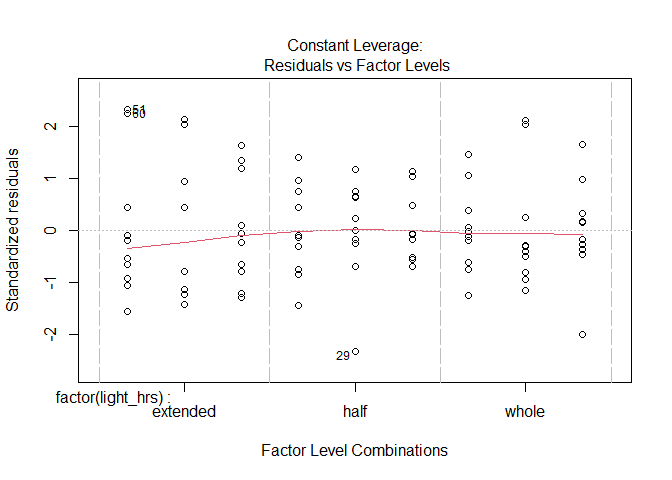 Constant Leverage:
Residuals vs Factor Levels
Standardized residuals
2
1
0
-1
-2
51
60
29
factor(light_hrs) :
extended half whole
Factor Level Combinations